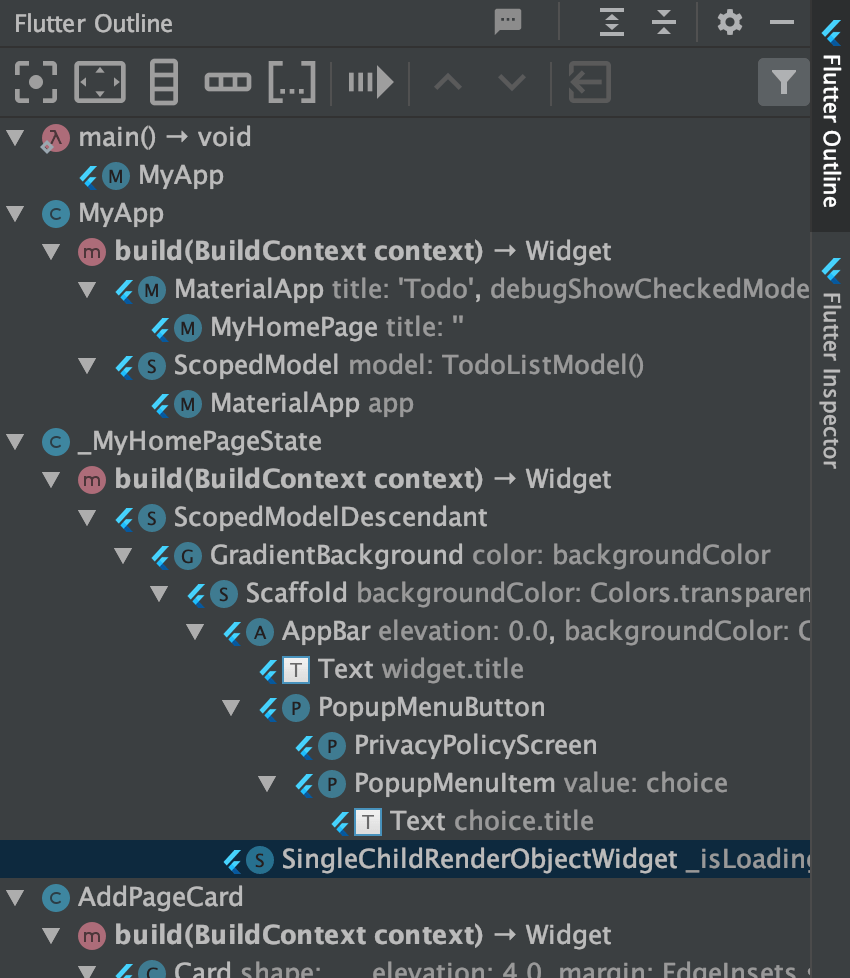 Flutter Outline
main() → void
M MyApp
C MyApp
m build(BuildContext context) → Widget
M MaterialApp title: 'Todo', debugShowCheckedMode
M MyHomePage title: ''
S ScopedModel model: TodoListModel()
M MaterialApp app
C _MyHomePageState
m build(BuildContext context) → Widget
S ScopedModelDescendant
G GradientBackground color: backgroundColor
S Scaffold backgroundColor: Colors.transparen
A AppBar elevation: 0.0, backgroundColor: C
T Text widget.title
P PopupMenuButton
P PrivacyPolicyScreen
P PopupMenuItem value: choice
T Text choice.title
S SingleChildRenderObjectWidget _isLoading
C AddPageCard
m build(BuildContext context) → Widget
C Card shape: ... elevation: 4.0, margin: EdgeInsets.s
Flutter Outline
Flutter Inspector